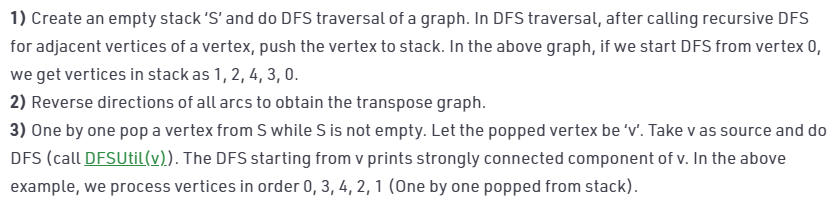 1) Create an empty stack ‘S’ and do DFS traversal of a graph. In DFS traversal, after calling recursive DFS
for adjacent vertices of a vertex, push the vertex to stack. In the above graph, if we start DFS from vertex 0,
we get vertices in stack as 1, 2, 4, 3, 0.
2) Reverse directions of all arcs to obtain the transpose graph.
3) One by one pop a vertex from S while S is not empty. Let the popped vertex be ‘v’. Take v as source and do
DFS (call DFSUtil(v)). The DFS starting from v prints strongly connected component of v. In the above
example, we process vertices in order 0, 3, 4, 2, 1 (One by one popped from stack).